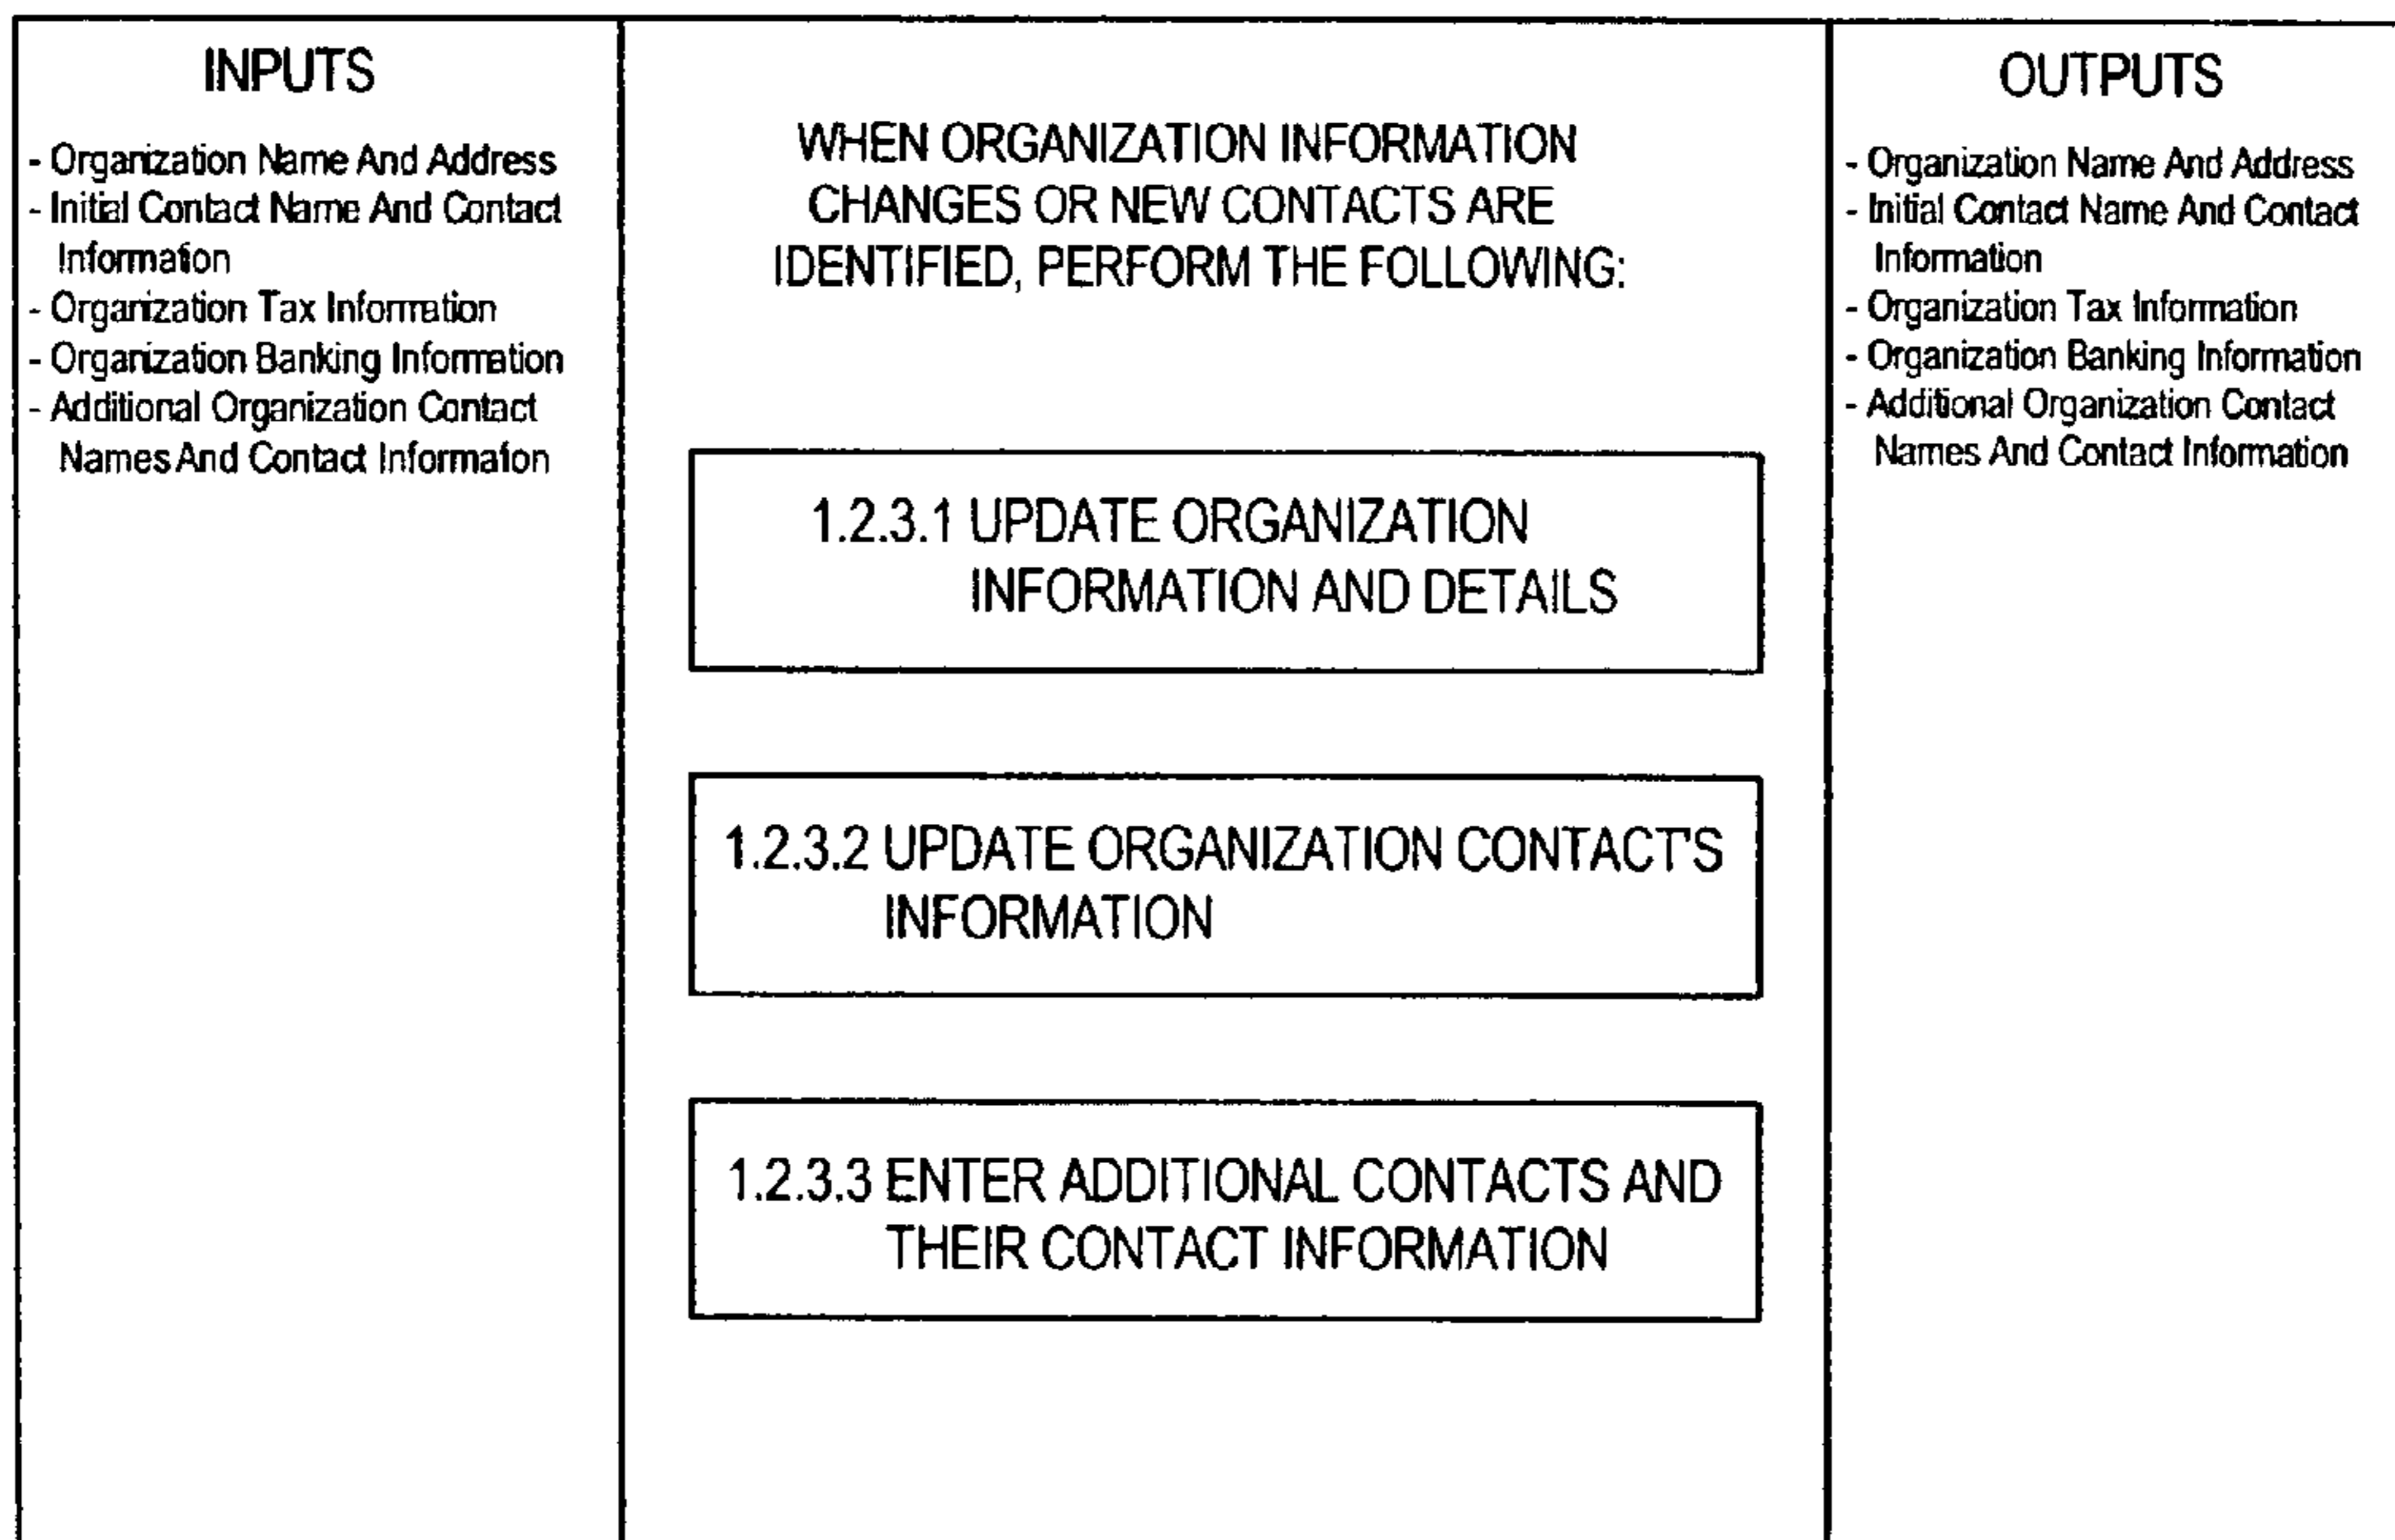 INPUTS
- Organization Name And Address
- Initial Contact Name And Contact
Information
- Organization Tax Information
- Organization Banking Information
- Additional Organization Contact
Names And Contact Information
WHEN ORGANIZATION INFORMATION
CHANGES OR NEW CONTACTS ARE
IDENTIFIED, PERFORM THE FOLLOWING:
1.2.3.1 UPDATE ORGANIZATION
INFORMATION AND DETAILS
1.2.3.2 UPDATE ORGANIZATION CONTACT'S
INFORMATION
1.2.3.3 ENTER ADDITIONAL CONTACTS AND
THEIR CONTACT INFORMATION
OUTPUTS
- Organization Name And Address
- Initial Contact Name And Contact
Information
- Organization Tax Information
- Organization Banking Information
- Additional Organization Contact
Names And Contact Information